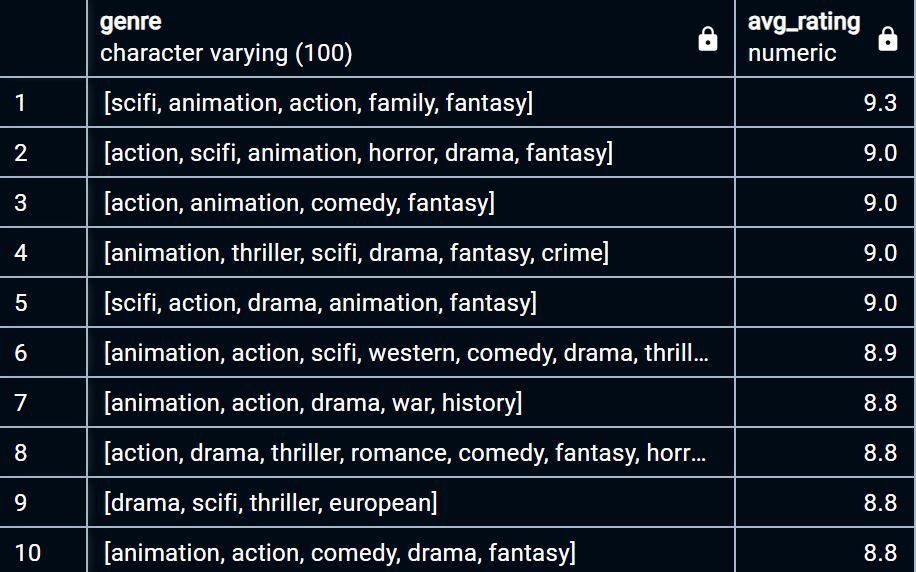 genre avg_rating
character varying (100) numeric
1 [scifi, animation, action, family, fantasy] 9.3
2 [action, scifi, animation, horror, drama, fantasy] 9.0
3 [action, animation, comedy, fantasy] 9.0
4 [animation, thriller, scifi, drama, fantasy, crime] 9.0
5 [scifi, action, drama, animation, fantasy] 9.0
6 [animation, action, scifi, western, comedy, drama, thrill... 8.9
7 [animation, action, drama, war, history] 8.8
8 [action, drama, thriller, romance, comedy, fantasy, horr... 8.8
9 [drama, scifi, thriller, european] 8.8
10 [animation, action, comedy, drama, fantasy] 8.8